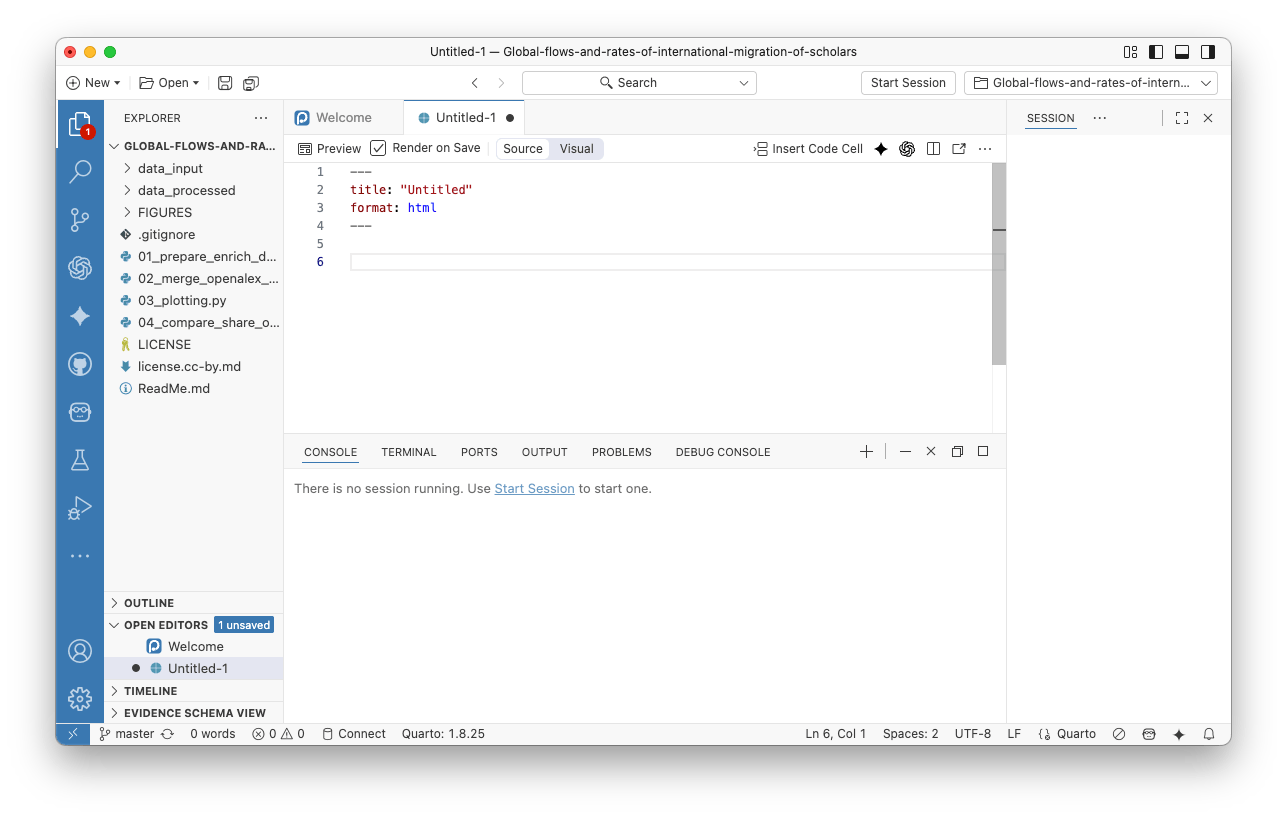 Untitled-1 — Global-flows-and-rates-of-international-migration-of-scholars
New
Open
Search
Start Session
Global-flows-and-rates-of-intern...
1
EXPLORER
GLOBAL-FLOWS-AND-RA...
data_input
data_processed
FIGURES
.gitignore
01_prepare_enrich_d...
02_merge_openalex_...
03_plotting.py
04_compare_share_o...
LICENSE
license.cc-by.md
ReadMe.md
OUTLINE
OPEN EDITORS 1 unsaved
Welcome
Untitled-1
TIMELINE
EVIDENCE SCHEMA VIEW
Welcome
Untitled-1
Preview Render on Save Source Visual Insert Code Cell
1 ---
2 title: "Untitled"
3 format: html
4 ---
5
6
CONSOLE TERMINAL PORTS OUTPUT PROBLEMS DEBUG CONSOLE
There is no session running. Use Start Session to start one.
SESSION
master 0 words 0 0 Connect Quarto: 1.8.25 Ln 6, Col 1 Spaces: 2 UTF-8 LF Quarto